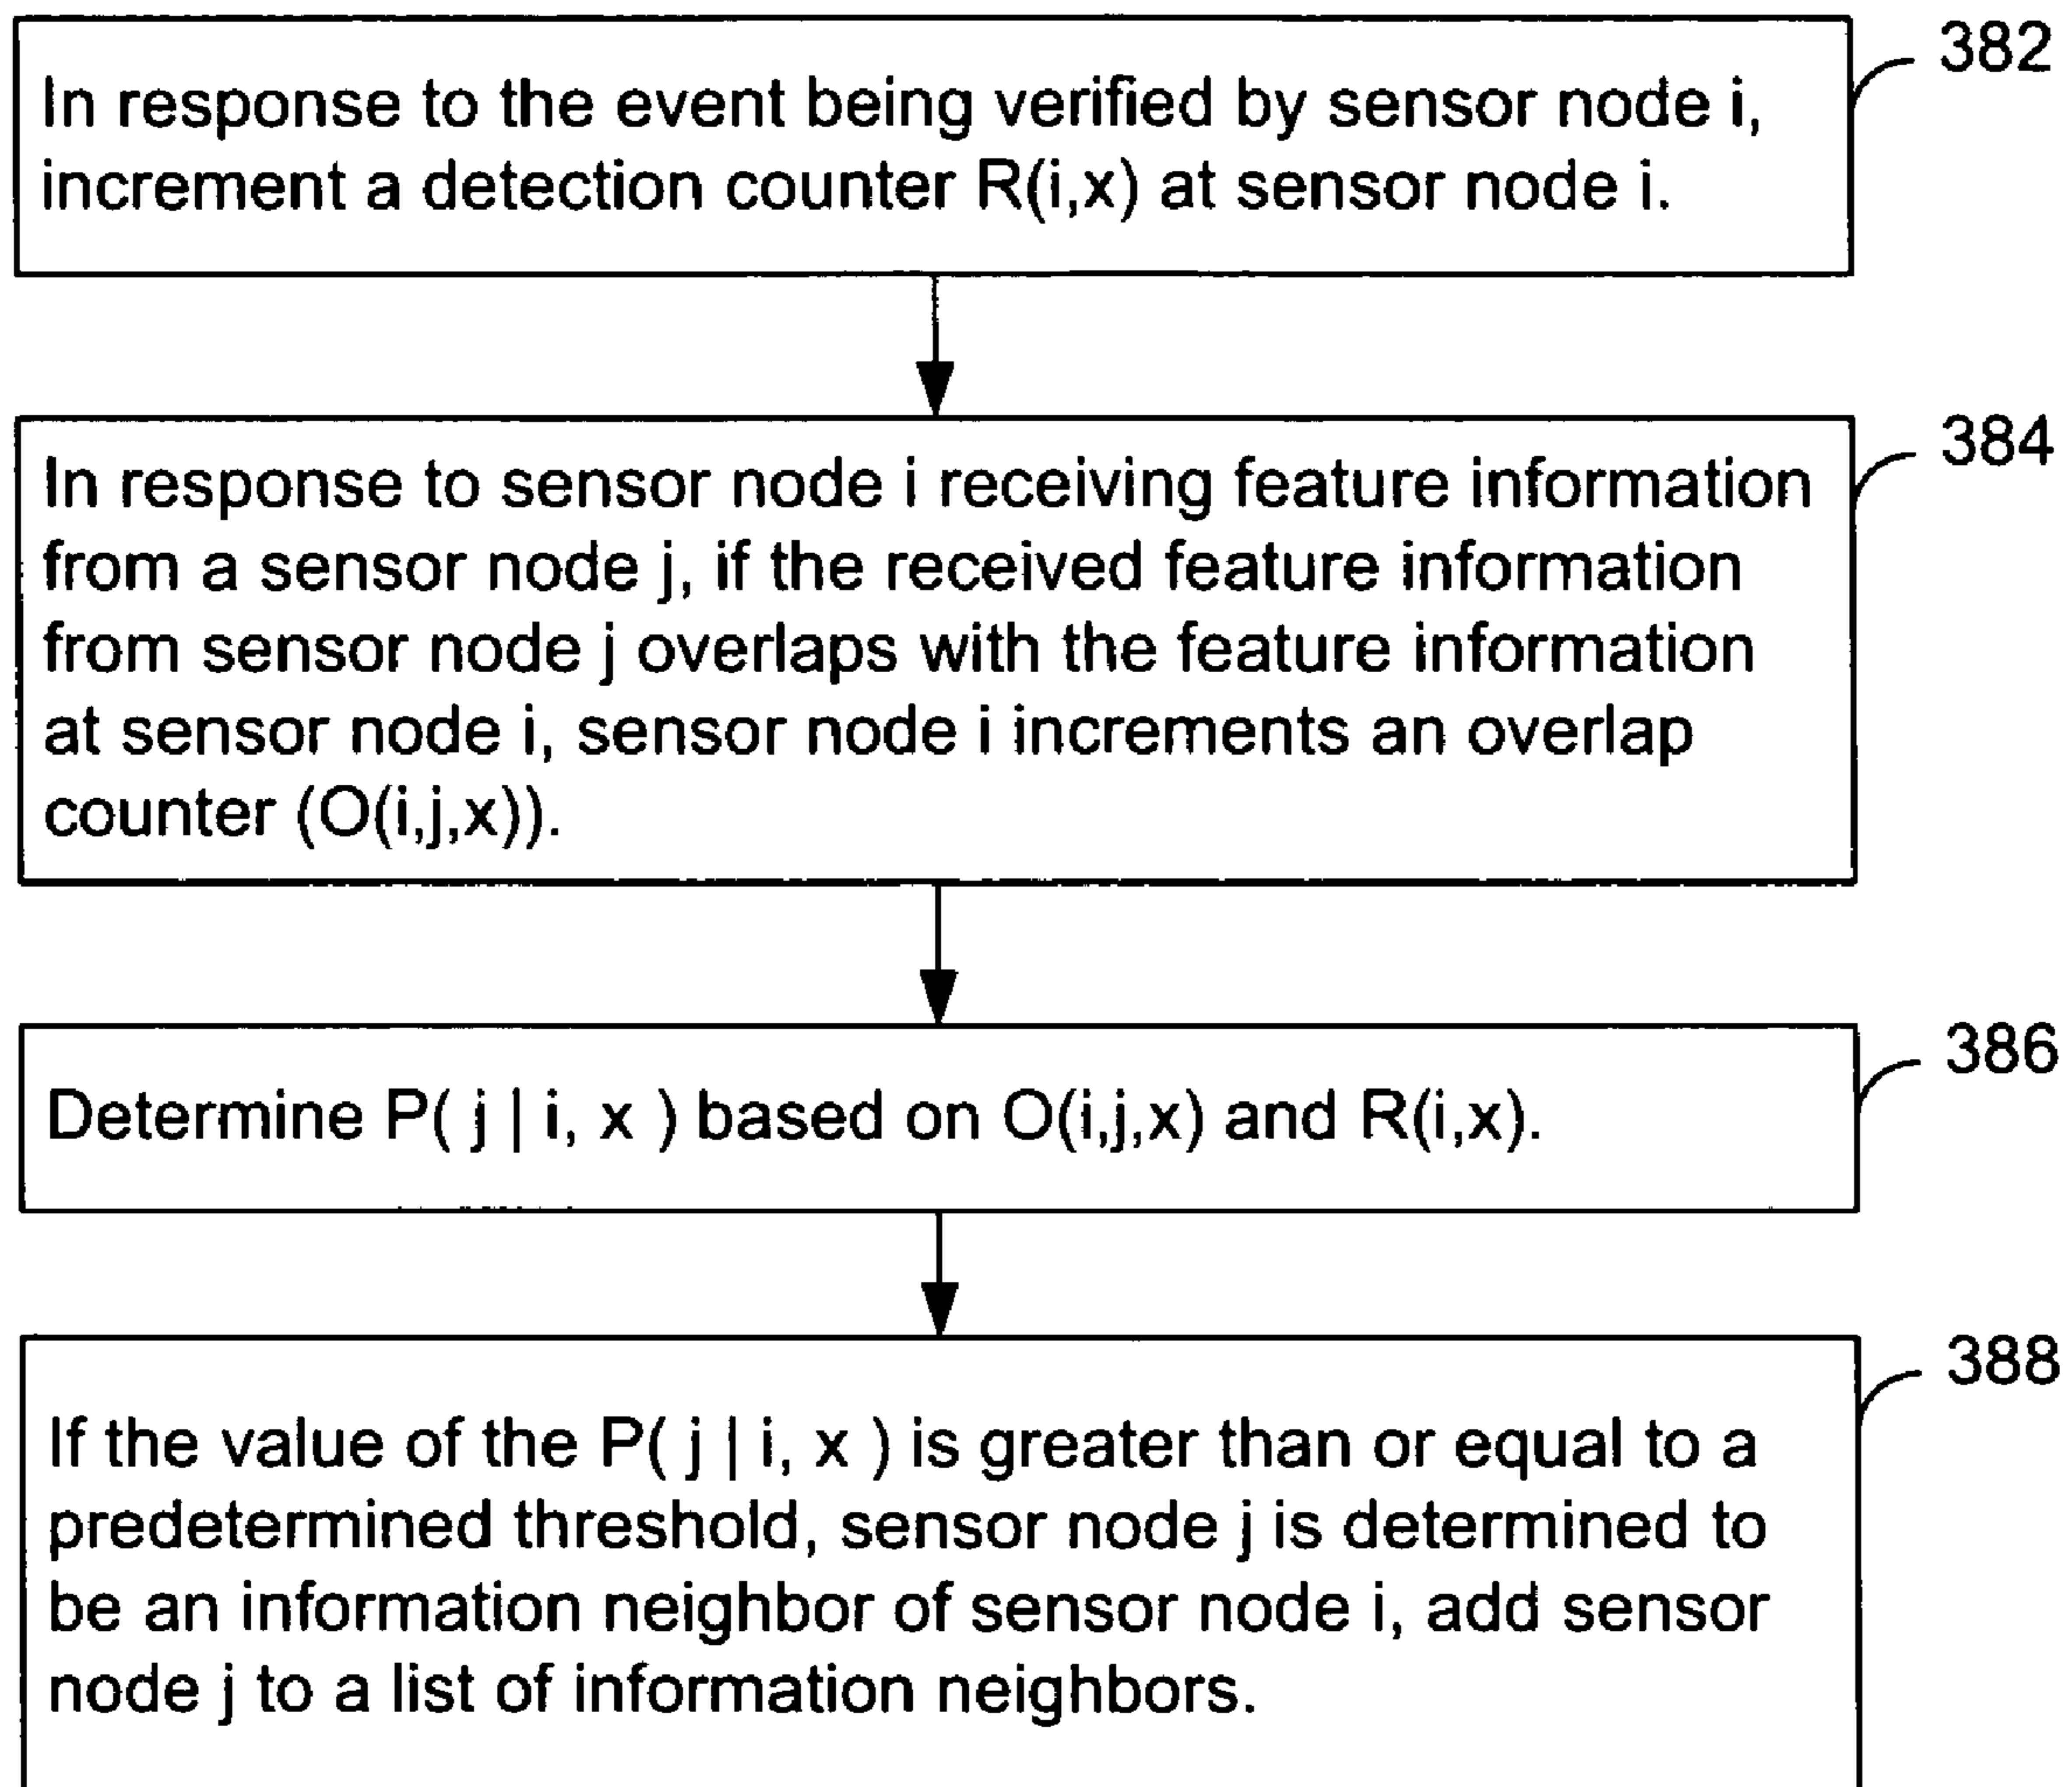 382
In response to the event being verified by sensor node i,
increment a detection counter R(i,x) at sensor node i.
384
In response to sensor node i receiving feature information
from a sensor node j, if the received feature information
from sensor node j overlaps with the feature information
at sensor node i, sensor node i increments an overlap
counter (O(i,j,x)).
386
Determine P( j | i, x ) based on O(i,j,x) and R(i,x).
388
If the value of the P( j | i, x ) is greater than or equal to a
predetermined threshold, sensor node j is determined to
be an information neighbor of sensor node i, add sensor
node j to a list of information neighbors.